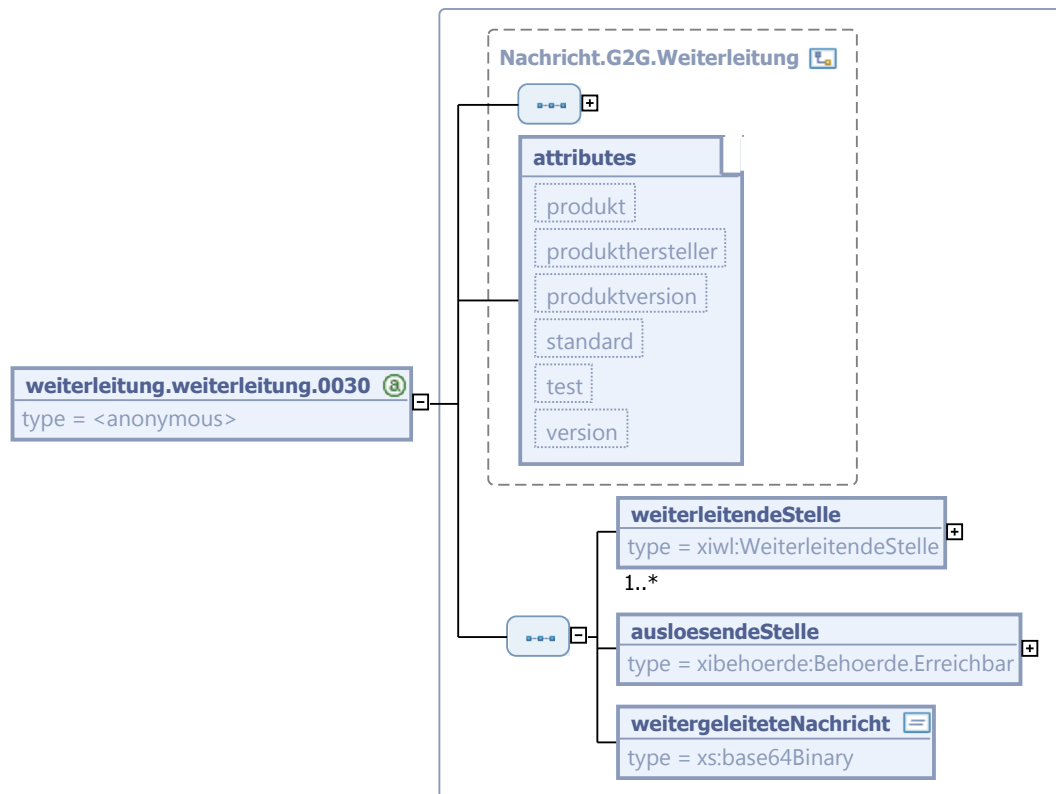 Nachricht.G2G.Weiterleitung
attributes
produkt
produkthersteller
produktversion
standard
test
version
weiterleitung.weiterleitung.0030 a
type = <anonymous>
weiterleitendeStelle
type = xiwl:WeiterleitendeStelle
1..*
ausloesendeStelle
type = xibehoerde:Behoerde.Erreichbar
weitergeleiteteNachricht
type = xs:base64Binary